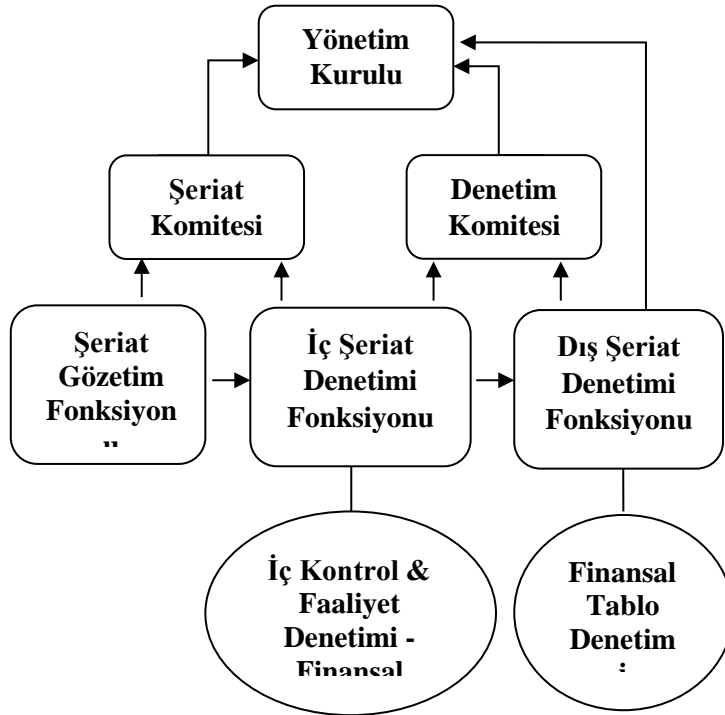 Yönetim
Kurulu
Şeriat
Komitesi
Denetim
Komitesi
Şeriat
Gözetim
Fonksiyon
İç Şeriat
Denetimi
Fonksiyonu
Dış Şeriat
Denetimi
Fonksiyonu
İç Kontrol &
Faaliyet
Denetimi -
Finansal
Finansal
Tablo
Denetim